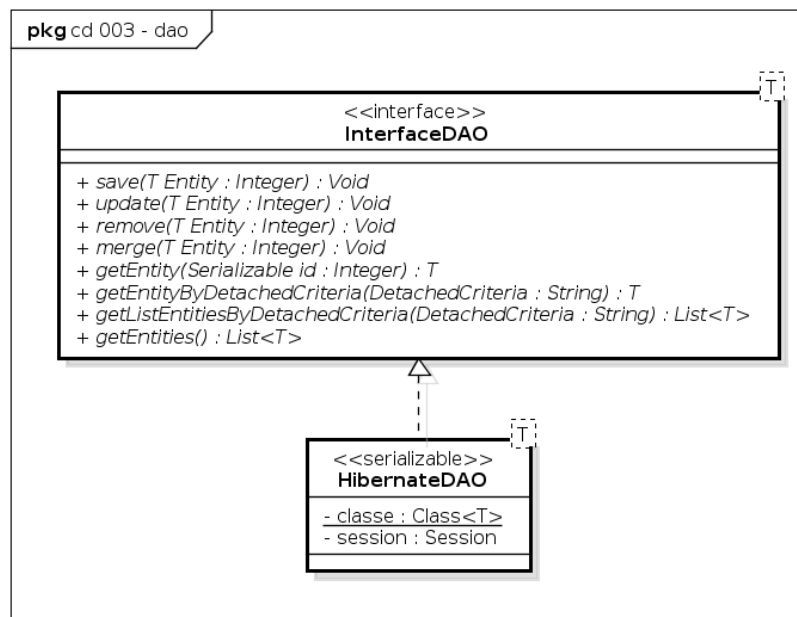 pkg cd 003 - dao
T
<<interface>>
InterfaceDAO
+ save(T Entity : Integer) : Void
+ update(T Entity : Integer) : Void
+ remove(T Entity : Integer) : Void
+ merge(T Entity : Integer) : Void
+ getEntity(Serializable id : Integer) : T
+ getEntityByDetachedCriteria(DetachedCriteria : String) : T
+ getListEntitiesByDetachedCriteria(DetachedCriteria : String) : List<T>
+ getEntities() : List<T>
T
<<serializable>>
HibernateDAO
- classe : Class<T>
- session : Session